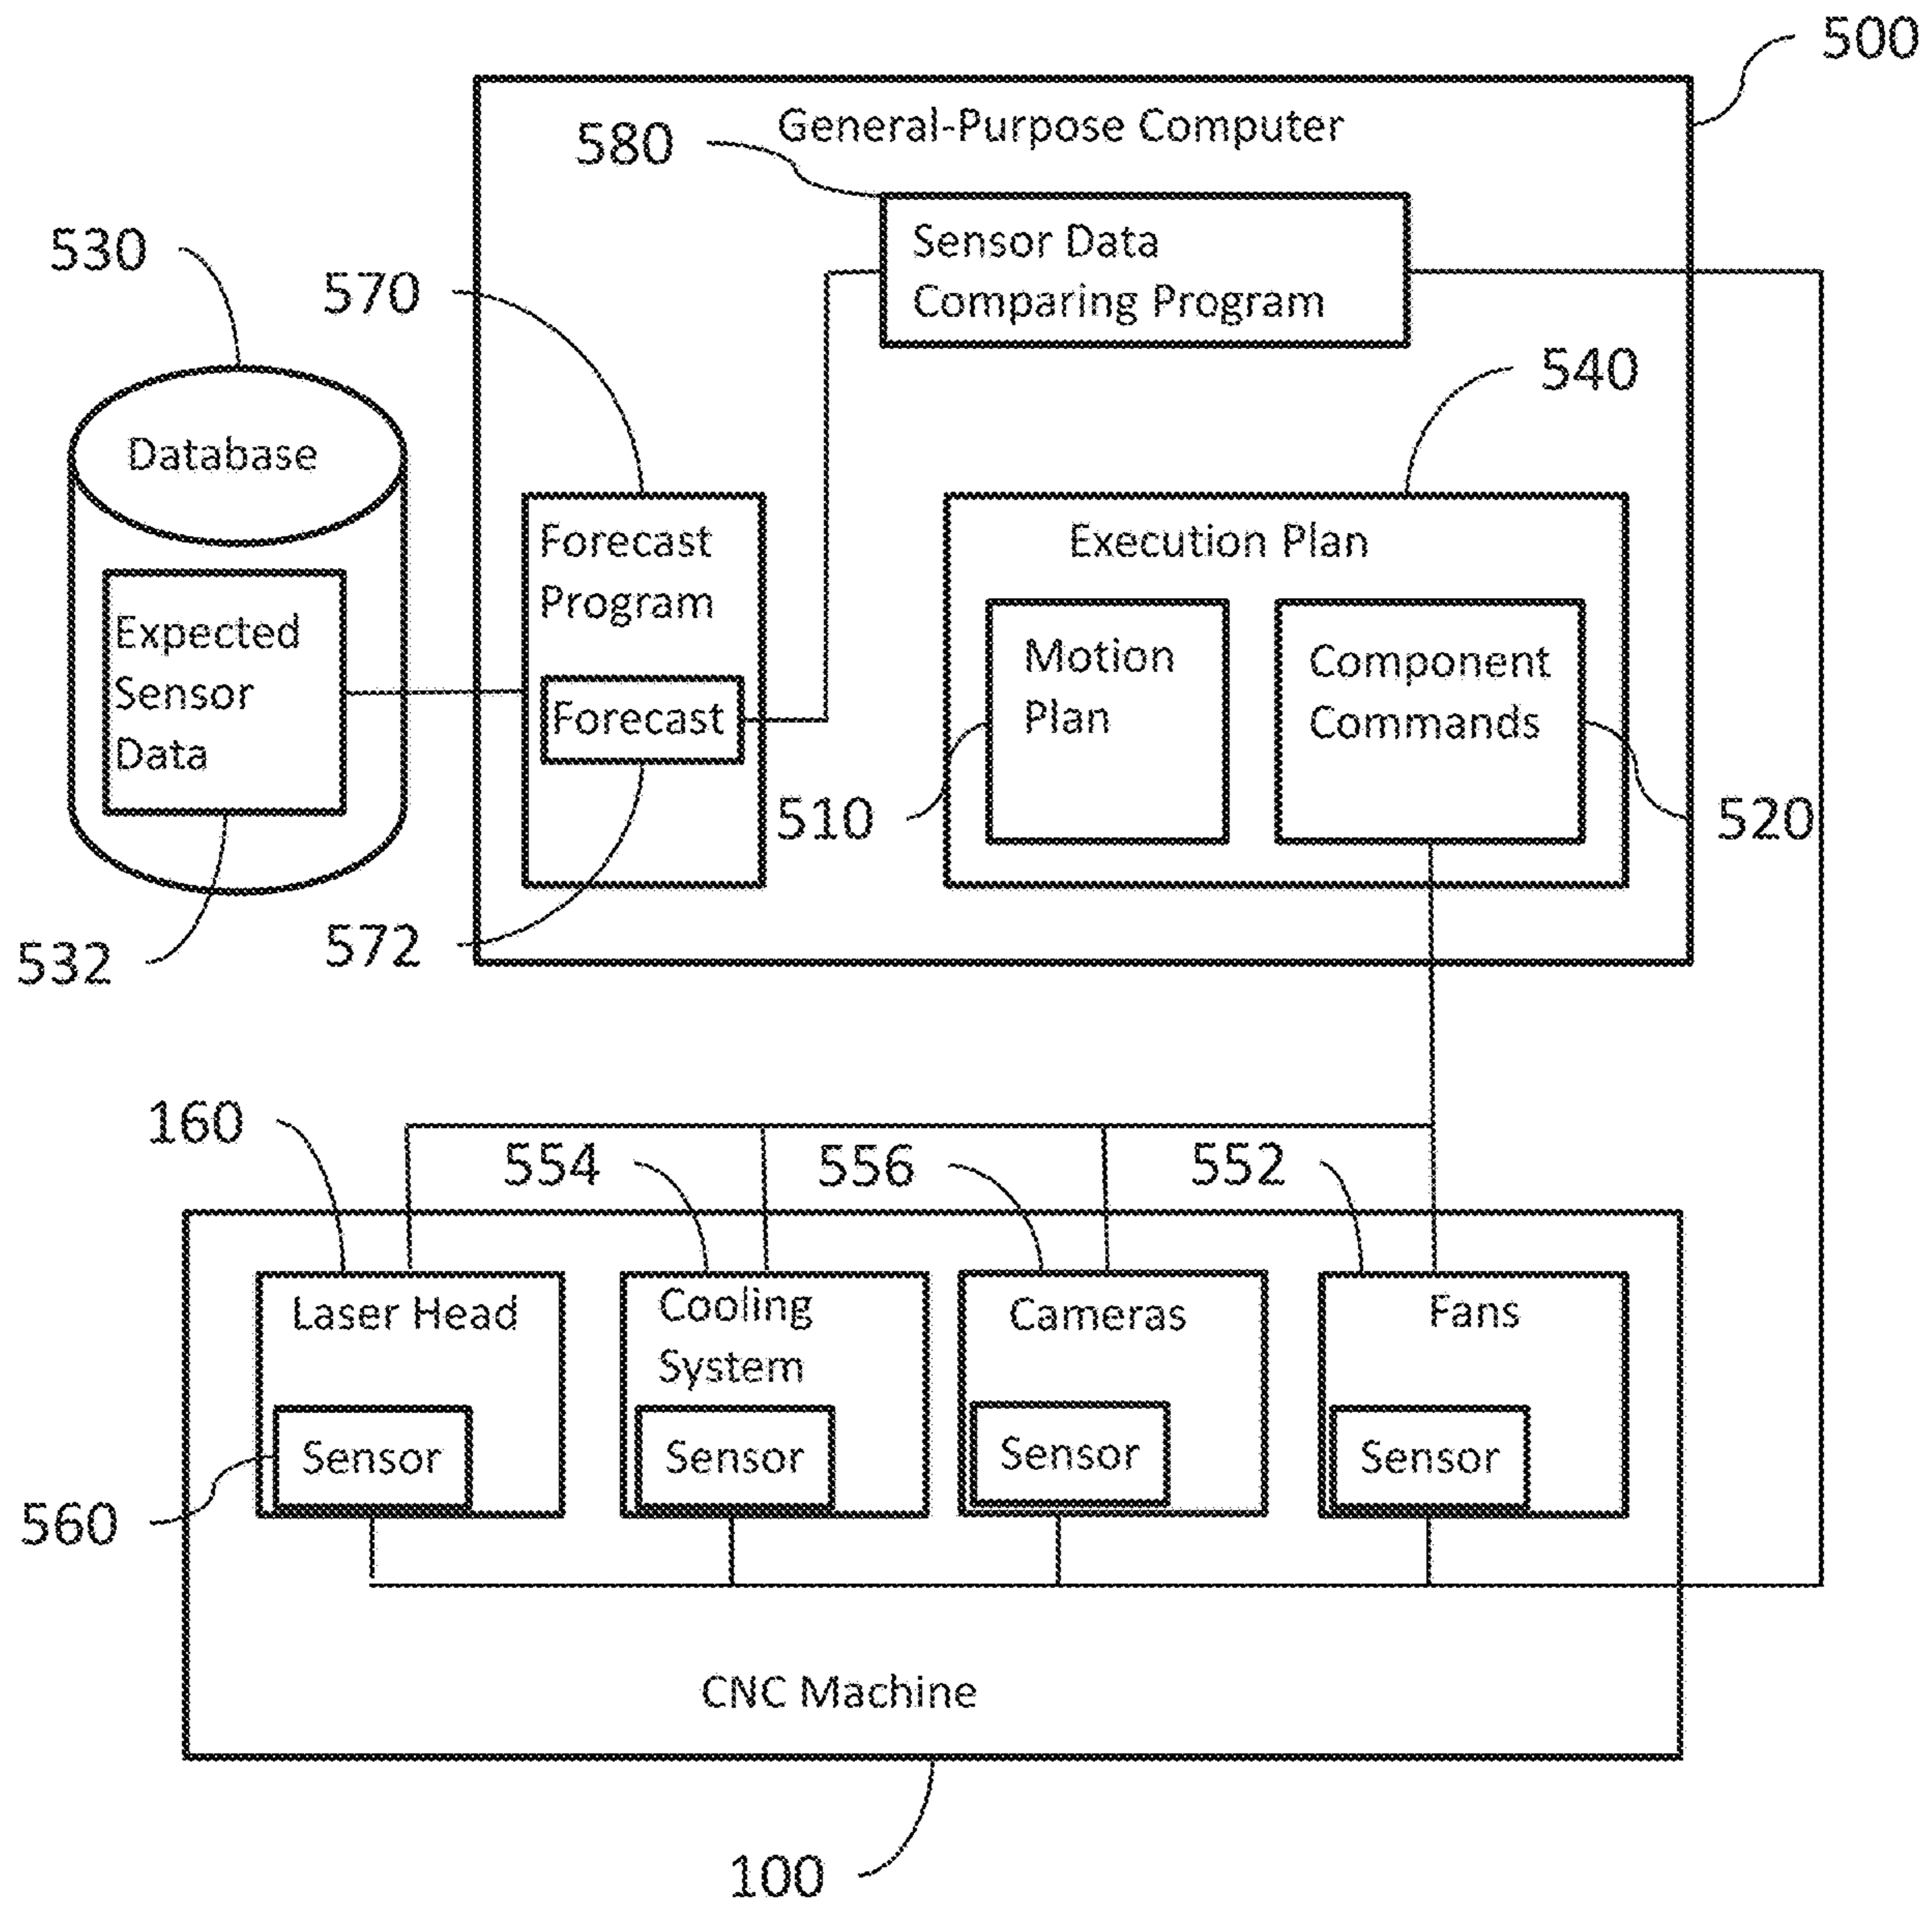 500
General-Purpose Computer
580
Sensor Data
Comparing Program
530
570
540
Database
Forecast
Program
Execution Plan
Expected
Sensor
Data
Forecast
Motion
Plan
Component
Commands
510
520
532
572
160
554
556
552
Laser Head
Cooling
System
Cameras
Fans
Sensor
Sensor
Sensor
Sensor
560
CNC Machine
100